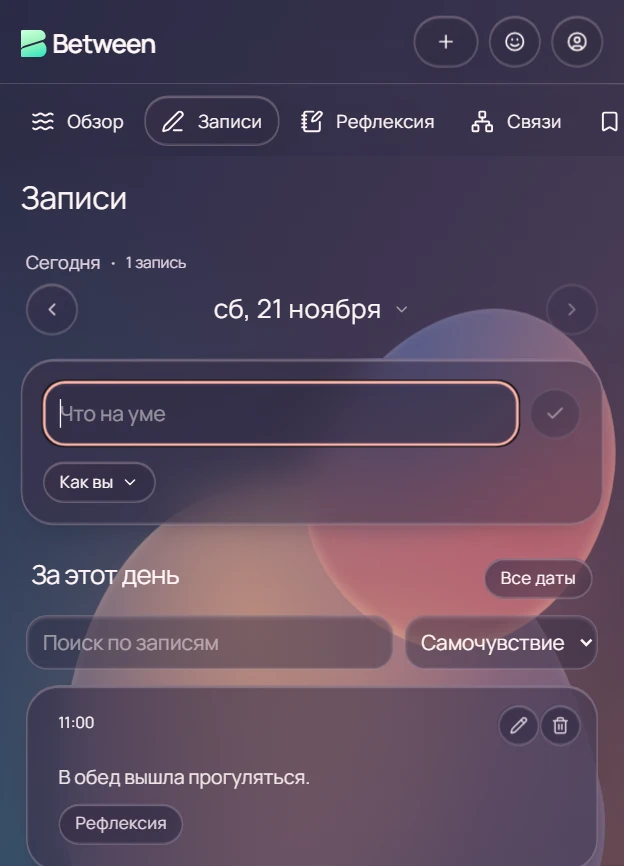 Between
Обзор Записи Рефлексия Связи
Записи
Сегодня · 1 запись
сб, 21 ноября
Что на уме
Как вы
За этот день
Все даты
Поиск по записям
Самочувствие
11:00
В обед вышла прогуляться.
Рефлексия